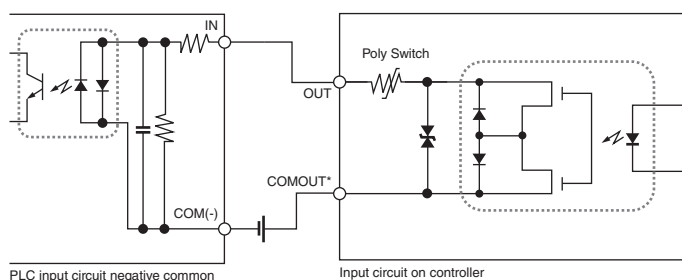 IN
Poly Switch
OUT
COMOUT*
COM(-)
PLC input circuit negative common
Input circuit on controller